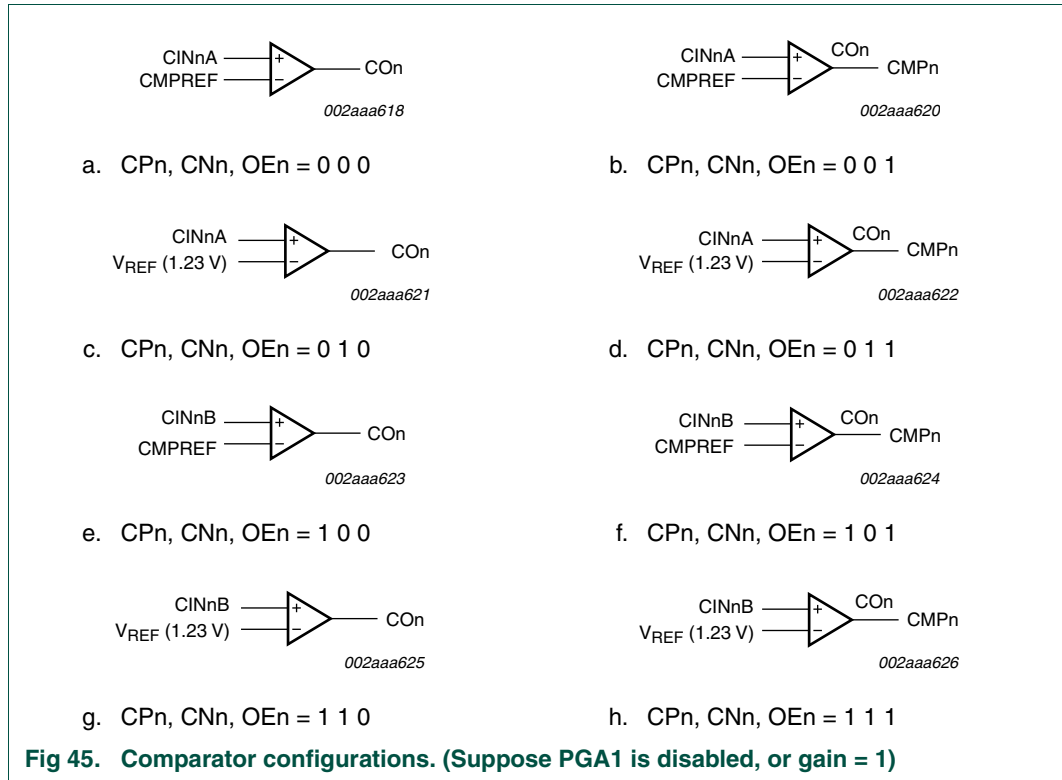 CINnA + COn
CMPREF −
002aaa618
a. CPn, CNn, OEn = 0 0 0
CINnA + COn CMPn
CMPREF −
002aaa620
b. CPn, CNn, OEn = 0 0 1
CINnA + COn
VREF (1.23 V) −
002aaa621
c. CPn, CNn, OEn = 0 1 0
CINnA + COn CMPn
VREF (1.23 V) −
002aaa622
d. CPn, CNn, OEn = 0 1 1
CINnB + COn
CMPREF −
002aaa623
e. CPn, CNn, OEn = 1 0 0
CINnB + COn CMPn
CMPREF −
002aaa624
f. CPn, CNn, OEn = 1 0 1
CINnB + COn
VREF (1.23 V) −
002aaa625
g. CPn, CNn, OEn = 1 1 0
CINnB + COn CMPn
VREF (1.23 V) −
002aaa626
h. CPn, CNn, OEn = 1 1 1
Fig 45. Comparator configurations. (Suppose PGA1 is disabled, or gain = 1)